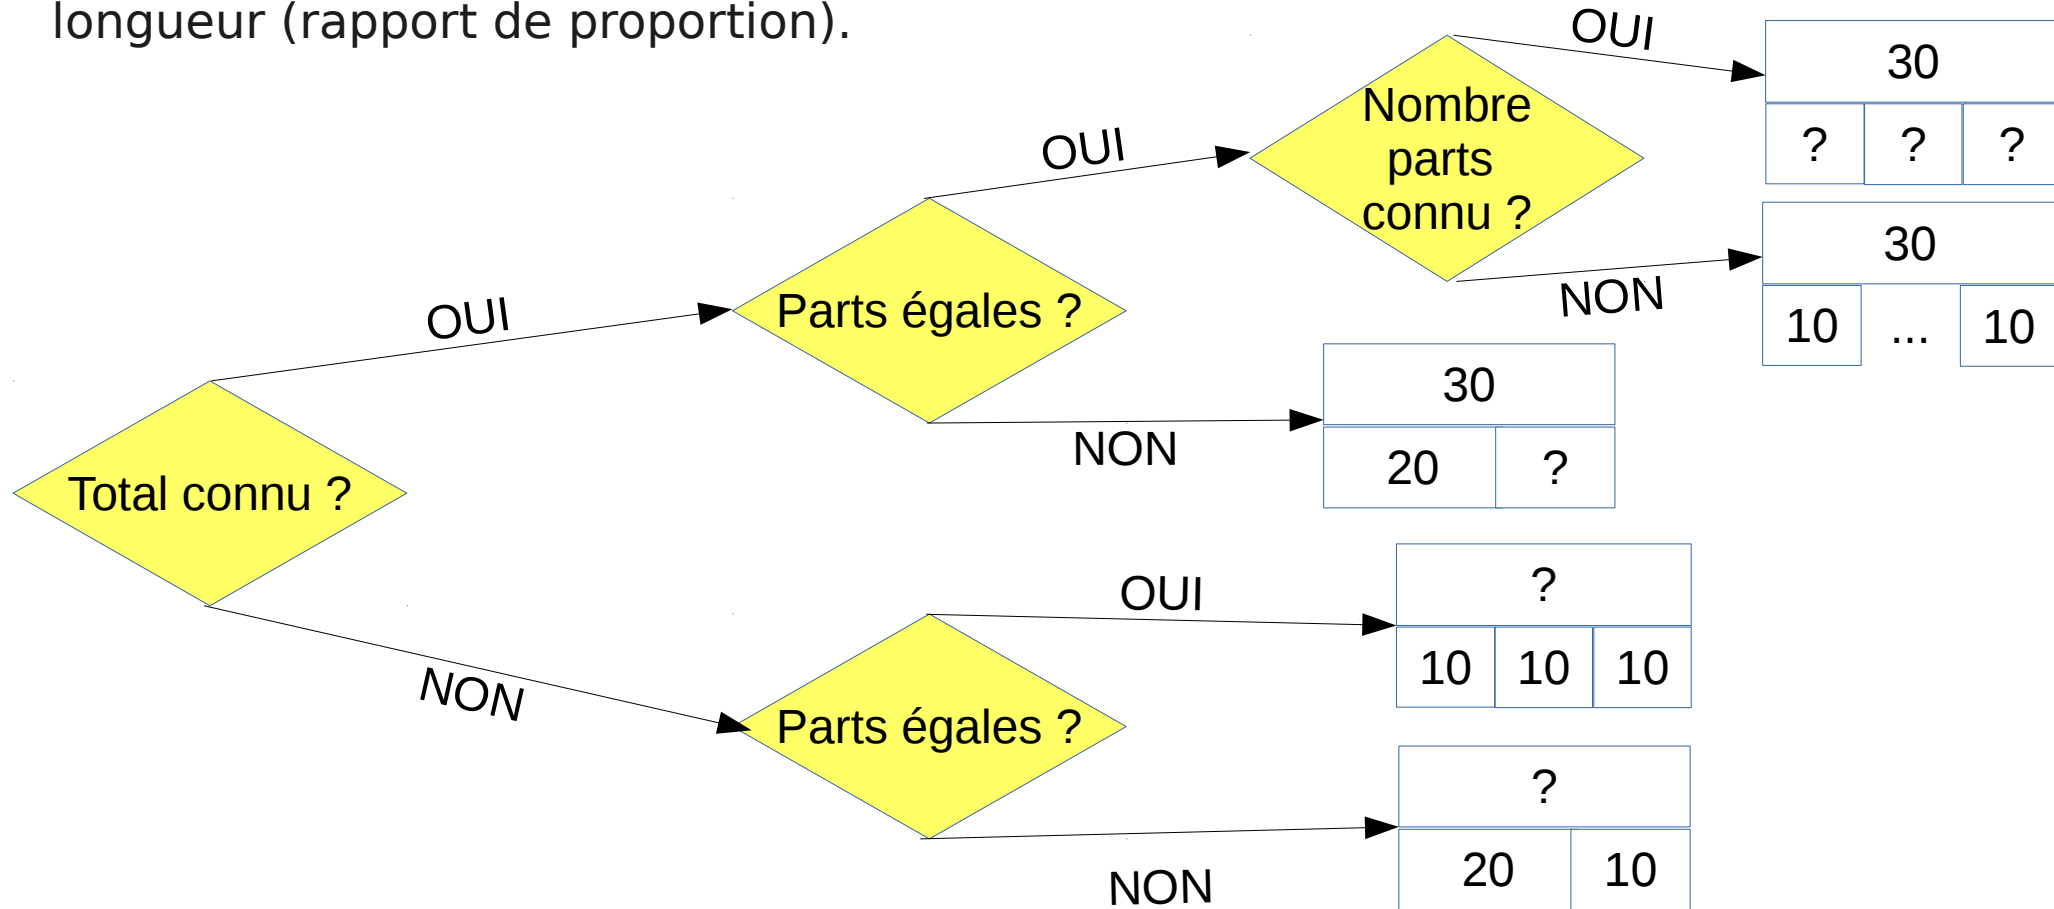 longueur (rapport de proportion).
OUI
30
? ? ?
Nombre
parts
connu ?
OUI
NON
30
10 ... 10
Parts égales ?
OUI
30
20 ?
NON
Total connu ?
?
10 10 10
OUI
NON
Parts égales ?
?
20 10
NON